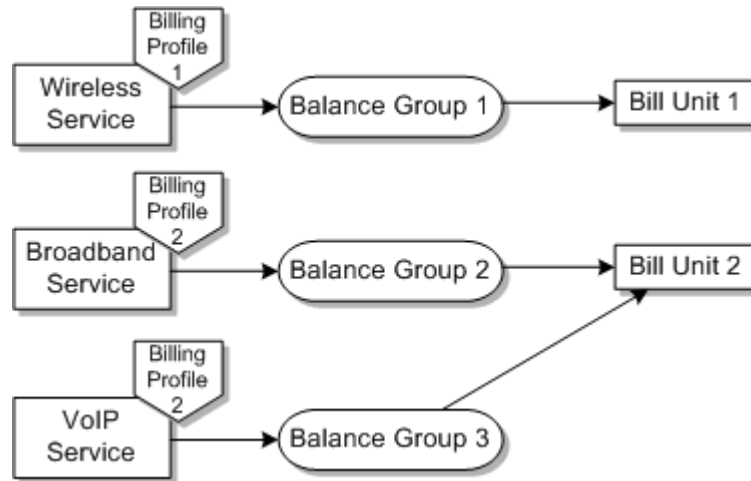 Billing
Profile
1
Wireless
Service
Balance Group 1
Bill Unit 1
Billing
Profile
2
Broadband
Service
Balance Group 2
Bill Unit 2
Billing
Profile
2
VoIP
Service
Balance Group 3